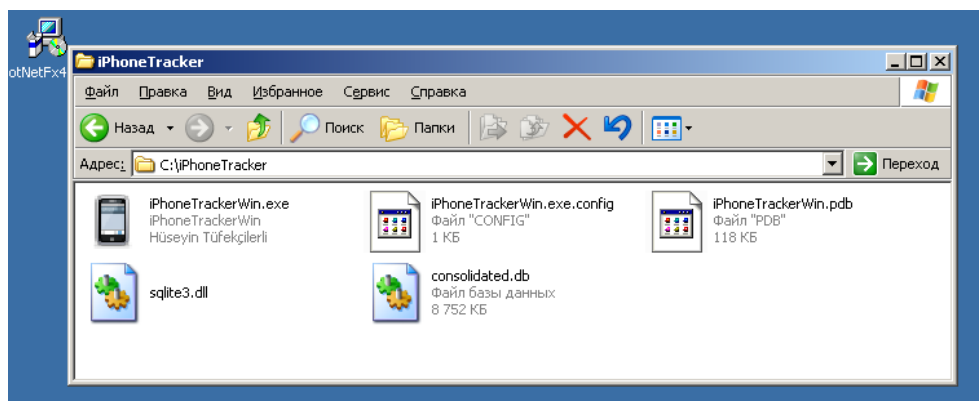 otNetFx4
iPhoneTracker
Файл Правка Вид Избранное Сервис Справка
Назад Поиск Папки
Адрес: C:\iPhoneTracker Переход
iPhoneTrackerWin.exe
iPhoneTrackerWin
Hüseyin Tüfekçilerli
iPhoneTrackerWin.exe.config
Файл "CONFIG"
1 КБ
iPhoneTrackerWin.pdb
Файл "PDB"
118 КБ
sqlite3.dll
consolidated.db
Файл базы данных
8 752 КБ